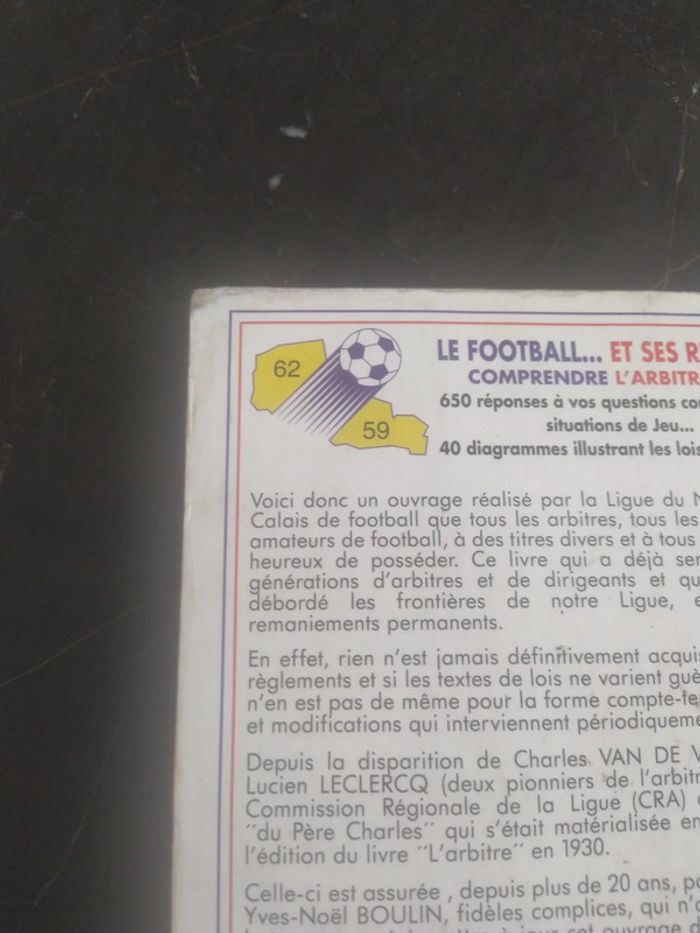 62
59
LE FOOTBALL... ET SES
COMPRENDRE L'ARBITR
650 réponses à vos questions
situations de Jeu...
40 diagrammes illustrant les lois
Voici donc un ouvrage réalisé par la Ligue du
Calais de football que tous les arbitres, tous les
amateurs de football, à des titres divers et à tous
heureux de posséder. Ce livre qui a déjà
générations d'arbitres et de dirigeants et
débordé les frontières de notre Ligue,
remaniements permanents.
En effet, rien n'est jamais définitivement
règlements et si les textes de lois ne varient
n'en est pas de même pour la forme
et modifications qui interviennent
Depuis la disparition de Charles VAN DE
Lucien LECLERCQ (deux pionniers de
Commission Régionale de la Ligue (CRA)
"du Père Charles" qui s'était matérialisée
l'édition du livre "L'arbitre" en 1930.
Celle-ci est assurée , depuis plus de 20 ans,
Yves-Noël BOULIN, fidèles complices, qui